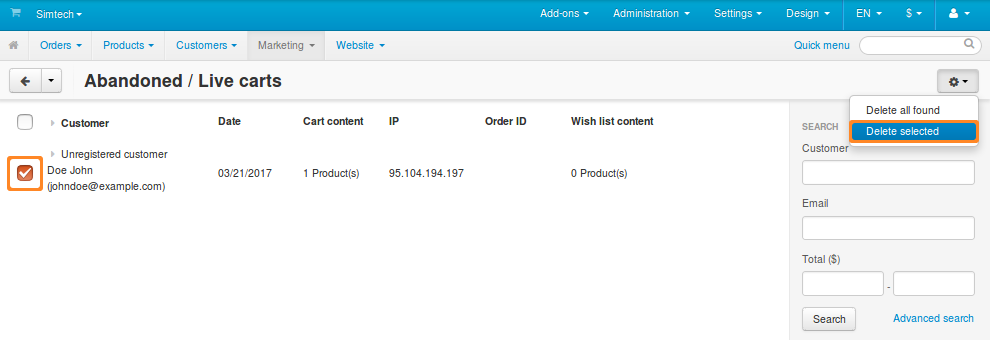 Simtech Add-ons Administration Settings Design EN $
Orders Products Customers Marketing Website Quick menu
Abandoned / Live carts
Delete all found
Delete selected
Customer Date Cart content IP Order ID Wish list content
Unregistered customer
Doe John
(johndoe@example.com)
03/21/2017 1 Product(s) 95.104.194.197 0 Product(s)
SEARCH
Customer
Email
Total ($)
-
Search Advanced search